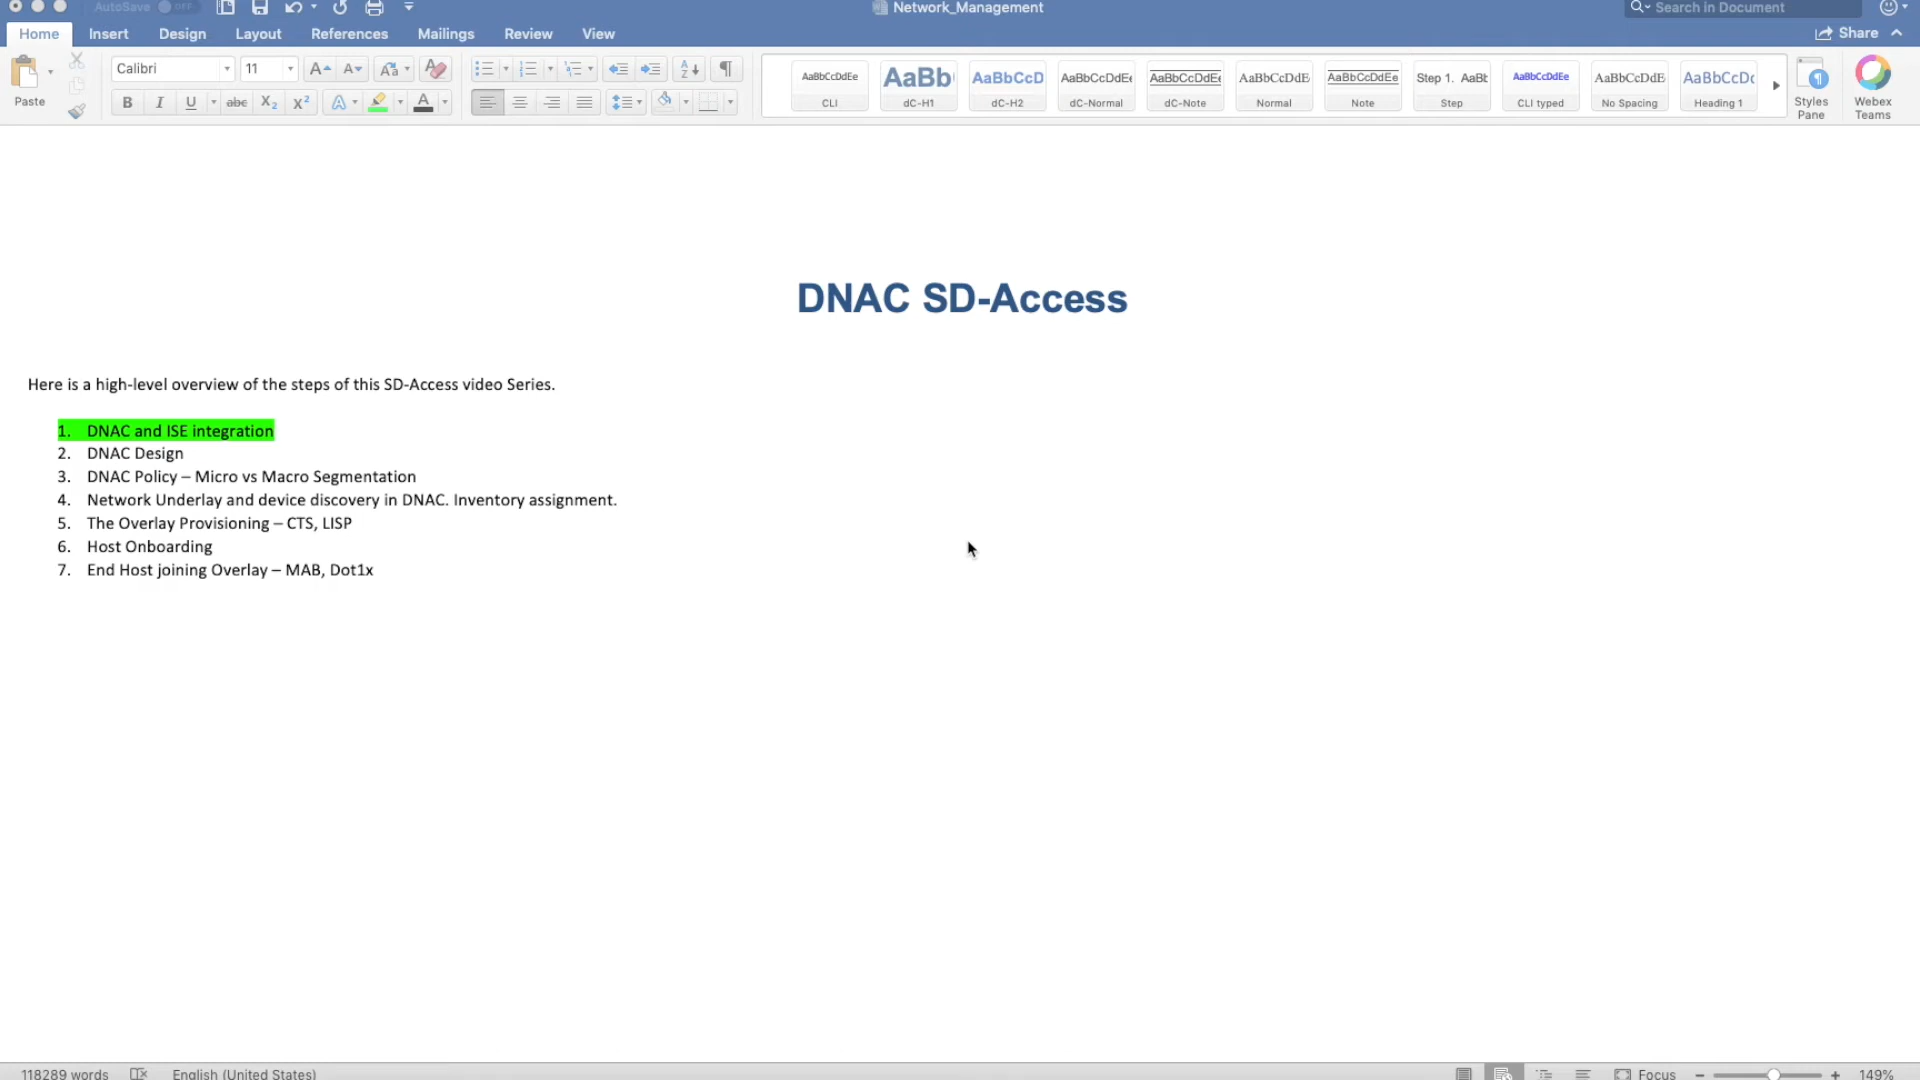 AutoSave OFF
Network_Management
Search in Document
Home Insert Design Layout References Mailings Review View
Share
Paste
Calibri
11
AaBbCcDdEe
CLI
AaBb
dC-H1
AaBbCcD
dC-H2
AaBbCcDdEe
dC-Normal
AaBbCcDdEe
dC-Note
AaBbCcDdE
Normal
AaBbCcDdEe
Note
Step 1. AaBb
Step
AaBbCcDdEe
CLI typed
AaBbCcDdE
No Spacing
AaBbCcDc
Heading 1
Styles
Pane
Webex
Teams
DNAC SD-Access
Here is a high-level overview of the steps of this SD-Access video Series.
1. DNAC and ISE integration
2. DNAC Design
3. DNAC Policy – Micro vs Macro Segmentation
4. Network Underlay and device discovery in DNAC. Inventory assignment.
5. The Overlay Provisioning – CTS, LISP
6. Host Onboarding
7. End Host joining Overlay – MAB, Dot1x
118289 words
English (United States)
Focus
149%